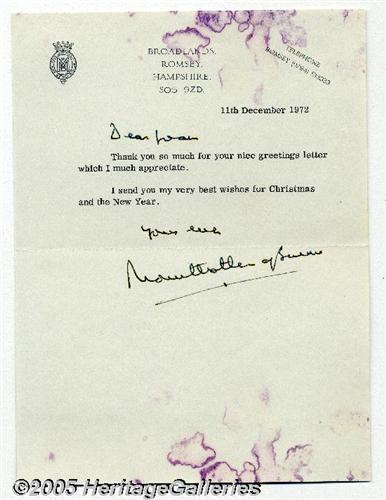 BROADLANDS,
ROMSEY,
HAMPSHIRE.
SO5 9ZD.
TELEPHONE
11th December 1972
Dear Joan
Thank you so much for your nice greetings letter
which I much appreciate.
I send you my very best wishes for Christmas
and the New Year.
Yours ever
Mountbatten of Burma
©2005 HeritageGalleries